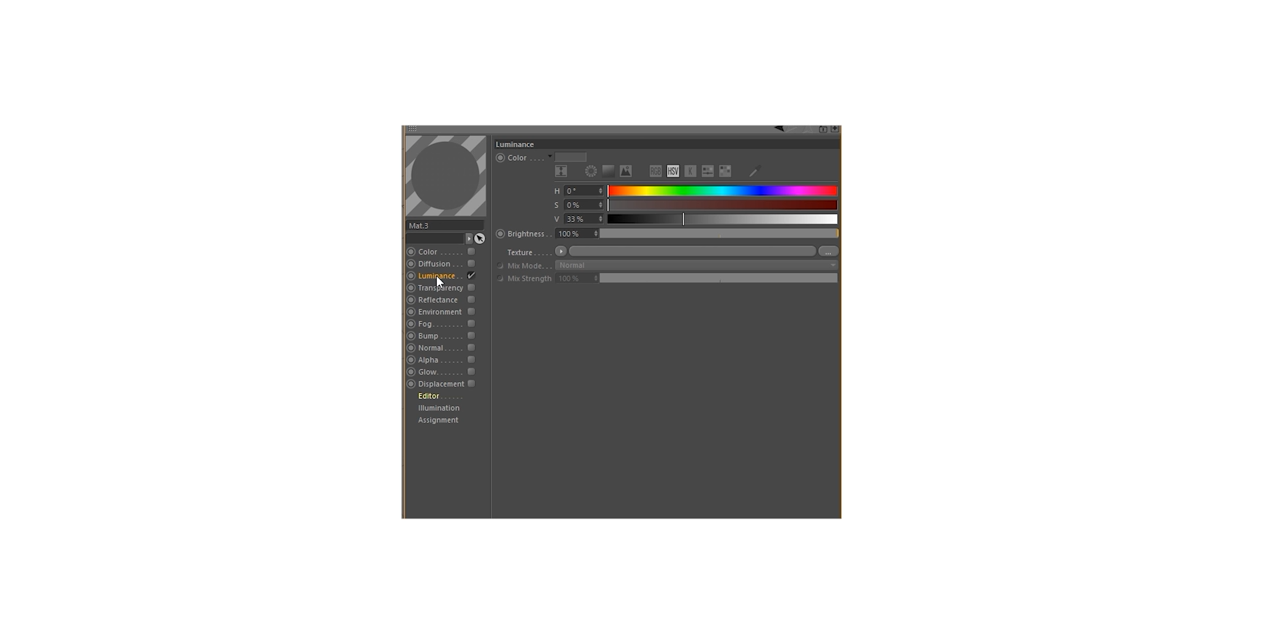 Luminance
Color . . . .
HSV
H 0 °
S 0 %
V 33 %
Mat.3
Brightness . . 100 %
Color . . . . . .
Texture . . . . . ...
Diffusion . . .
Mix Mode. . . Normal
Luminance . .
Mix Strength 100 %
Transparency
Reflectance
Environment
Fog. . . . . . . .
Bump . . . . . .
Normal . . . . .
Alpha . . . . . .
Glow. . . . . . .
Displacement
Editor . . . . . .
Illumination
Assignment